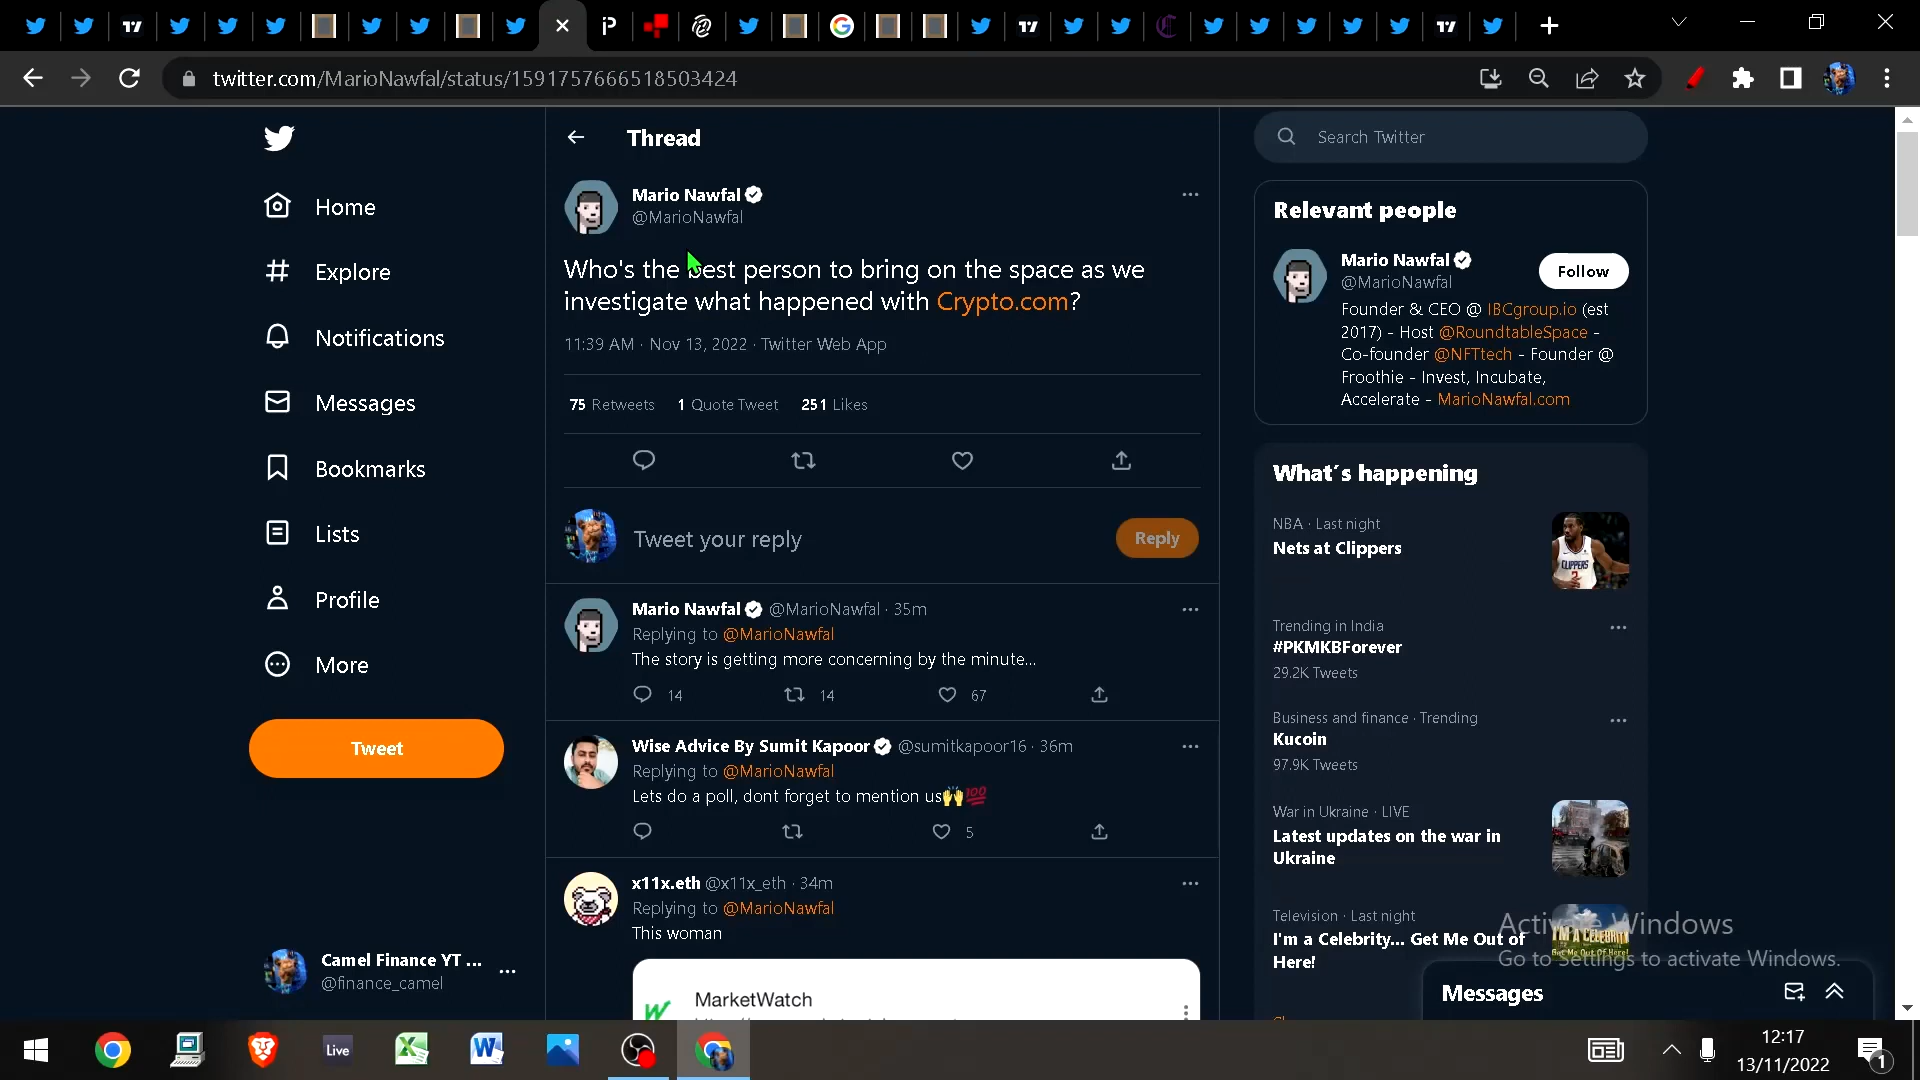 twitter.com/MarioNawfal/status/1591757666518503424
Home
Explore
Notifications
Messages
Bookmarks
Lists
Profile
More
Tweet
Camel Finance YT ...
@finance_camel
Thread
Mario Nawfal
@MarioNawfal
Who's the best person to bring on the space as we
investigate what happened with Crypto.com?
11:39 AM · Nov 13, 2022 · Twitter Web App
75 Retweets 1 Quote Tweet 251 Likes
Tweet your reply
Reply
Mario Nawfal @MarioNawfal · 35m
Replying to @MarioNawfal
The story is getting more concerning by the minute...
14 14 67
Wise Advice By Sumit Kapoor @sumitkapoor16 · 36m
Replying to @MarioNawfal
Lets do a poll, dont forget to mention us🙌💯
5
x11x.eth @x11x_eth · 34m
Replying to @MarioNawfal
This woman
MarketWatch
Search Twitter
Relevant people
Mario Nawfal
@MarioNawfal
Follow
Founder & CEO @ IBCgroup.io (est
2017) - Host @RoundtableSpace -
Co-founder @NFTtech - Founder @
Froothie - Invest, Incubate,
Accelerate - MarioNawfal.com
What's happening
NBA · Last night
Nets at Clippers
CLIPPERS
2
Trending in India
#PKMKBForever
29.2K Tweets
Business and finance · Trending
Kucoin
97.9K Tweets
War in Ukraine · LIVE
Latest updates on the war in
Ukraine
Television · Last night
I'm a Celebrity... Get Me Out of
Here!
I'M A CELEBRITY
Get Me Out Of Here!
Activate Windows
Go to Settings to activate Windows.
Messages
Live
12:17
13/11/2022
1